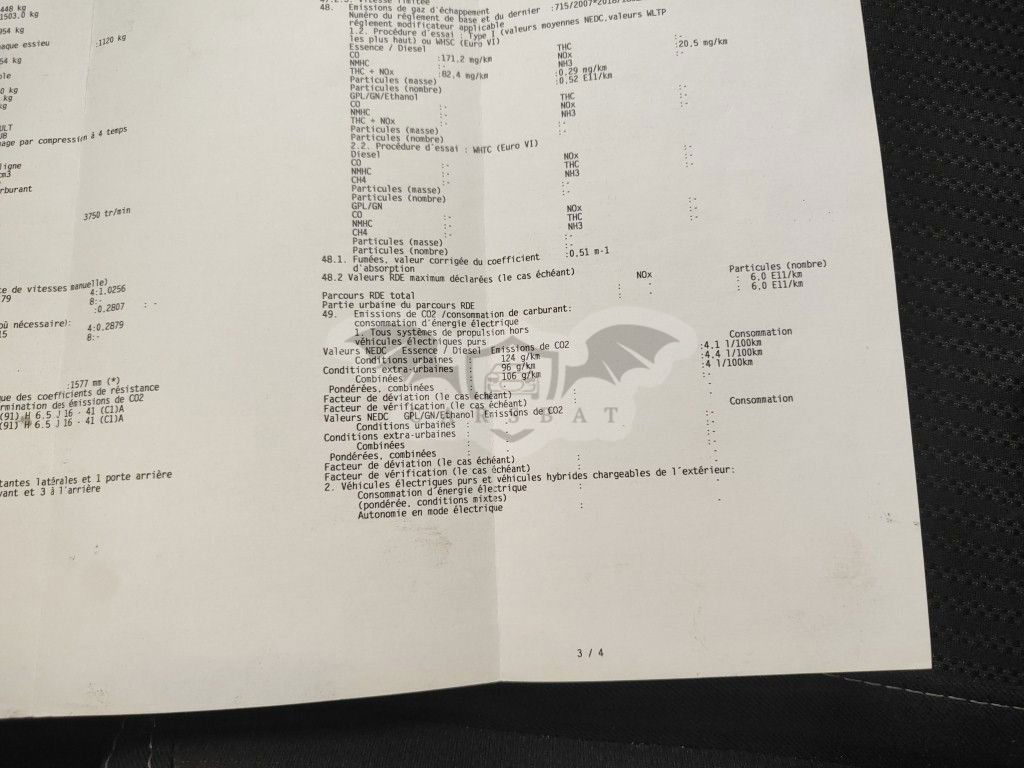 448 kg
1503.0 kg
954 kg
aque essieu :1120 kg
54 kg
ble
0 kg
kg
kg
ULT
UB
mage par compression à 4 temps
ligne
cm3
rburant
3750 tr/min
te de vitesses manuelle)
79 4:1.0256
8:-
:0.2807 : -
où nécessaire):
15 4:0.2879
8:-
:1577 mm (*)
que des coefficients de résistance
ermination des émissions de CO2
(91) H 6.5 J 16 - 41 (CI)A
(91) H 6.5 J 16 - 41 (CI)A
tantes latérales et 1 porte arrière
vant et 3 à l'arrière
48. Emissions de gaz d'échappement
Numéro du règlement de base et du dernier :715/2007*2018/
règlement modificateur applicable
1.2. Procédure d'essai : Type I (valeurs moyennes NEDC,valeurs WLTP
les plus haut) ou WHSC (Euro VI)
Essence / Diesel THC :-
CO :171.2 mg/km NOx :20.5 mg/km
NMHC :- NH3 :-
THC + NOx :82.4 mg/km
Particules (masse) :0.29 mg/km
Particules (nombre) :0.52 E11/km
GPL/GN/Ethanol THC :-
CO :- NOx :-
NMHC :- NH3 :-
THC + NOx :-
Particules (masse) :-
Particules (nombre) :-
2.2. Procédure d'essai : WHTC (Euro VI)
Diesel NOx :-
CO :- THC :-
NMHC :- NH3 :-
CH4 :-
Particules (masse) :-
Particules (nombre) :-
GPL/GN NOx :-
CO :- THC :-
NMHC :- NH3 :-
CH4 :-
Particules (masse) :-
Particules (nombre) :-
48.1. Fumées, valeur corrigée du coefficient :0.51 m-1
d'absorption
48.2 Valeurs RDE maximum déclarées (le cas échéant)
NOx Particules (nombre)
Parcours RDE total : - : 6.0 E11/km
Partie urbaine du parcours RDE : - : 6.0 E11/km
49. Emissions de CO2 /consommation de carburant:
consommation d'énergie électrique
1. Tous systèmes de propulsion hors
véhicules électriques purs
Valeurs NEDC Essence / Diesel Emissions de CO2 Consommation
Conditions urbaines : 124 g/km :4.1 l/100km
Conditions extra-urbaines : 96 g/km :4.4 l/100km
Combinées : 106 g/km :4 l/100km
Pondérées, combinées : - :-
Facteur de déviation (le cas échéant) : -
Facteur de vérification (le cas échéant) : -
Valeurs NEDC GPL/GN/Ethanol Emissions de CO2 Consommation
Conditions urbaines : - :-
Conditions extra-urbaines : - :-
Combinées : - :-
Pondérées, combinées : - :-
Facteur de déviation (le cas échéant) : -
Facteur de vérification (le cas échéant) : -
2. Véhicules électriques purs et véhicules hybrides chargeables de l'extérieur:
Consommation d'énergie électrique : -
(pondérée, conditions mixtes)
Autonomie en mode électrique : -
3 / 4